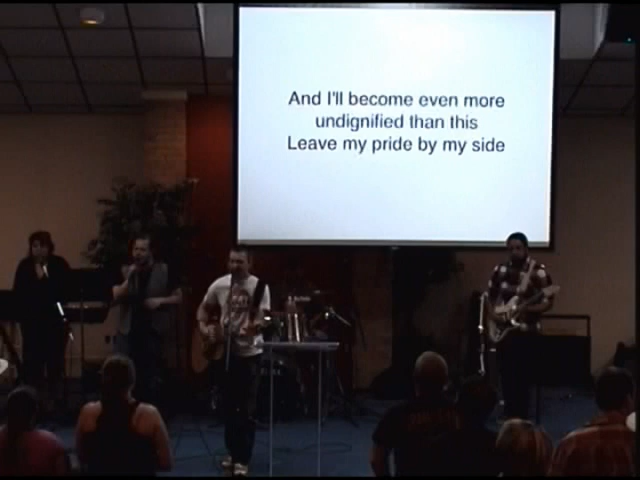 And I'll become even more
undignified than this
Leave my pride by my side